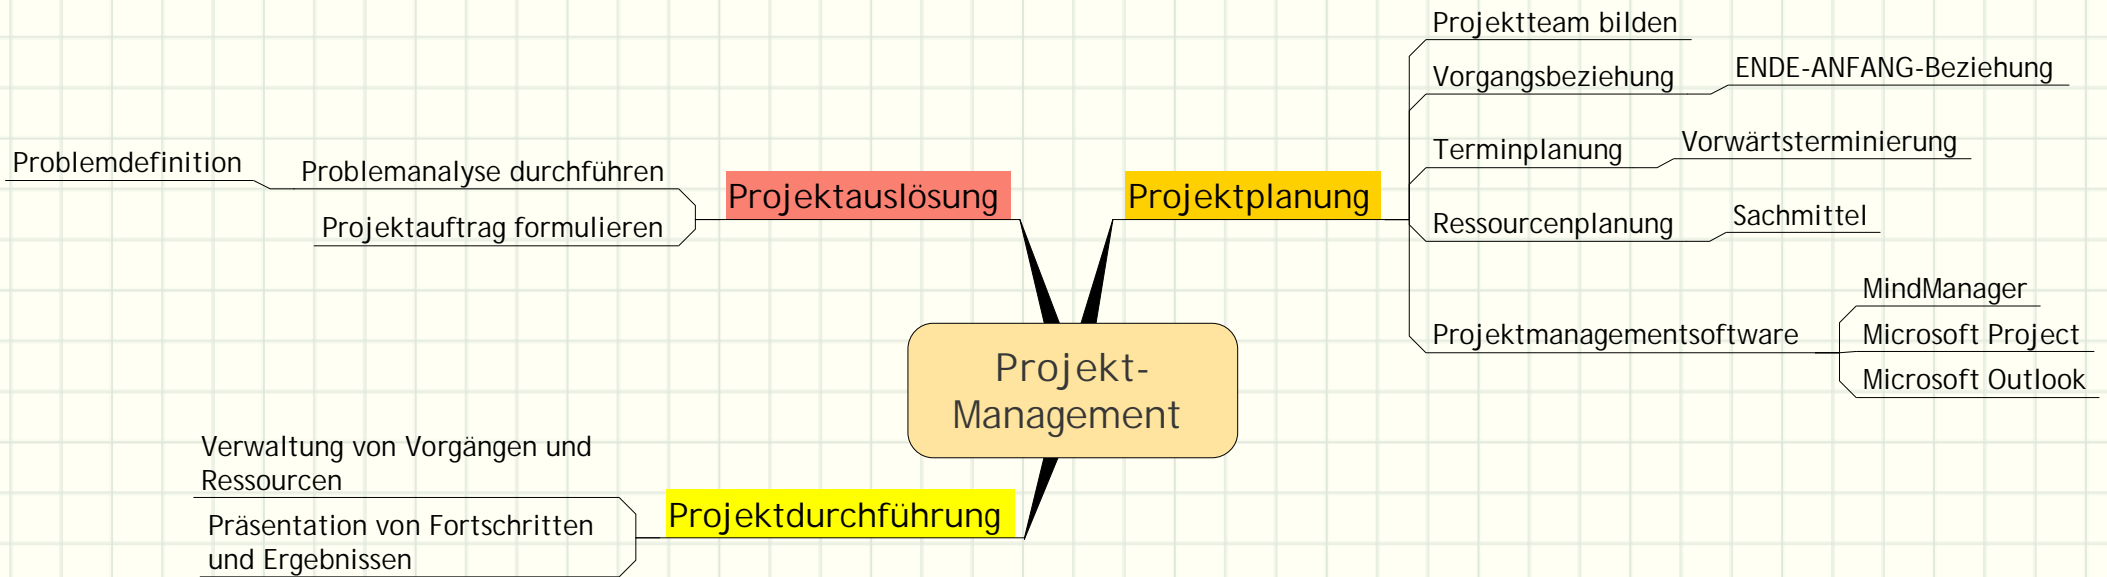 Projekt-
Management
Projektauslösung
Problemanalyse durchführen
Problemdefinition
Projektauftrag formulieren
Projektplanung
Projektteam bilden
Vorgangsbeziehung
ENDE-ANFANG-Beziehung
Terminplanung
Vorwärtsterminierung
Ressourcenplanung
Sachmittel
Projektmanagementsoftware
MindManager
Microsoft Project
Microsoft Outlook
Projektdurchführung
Verwaltung von Vorgängen und
Ressourcen
Präsentation von Fortschritten
und Ergebnissen